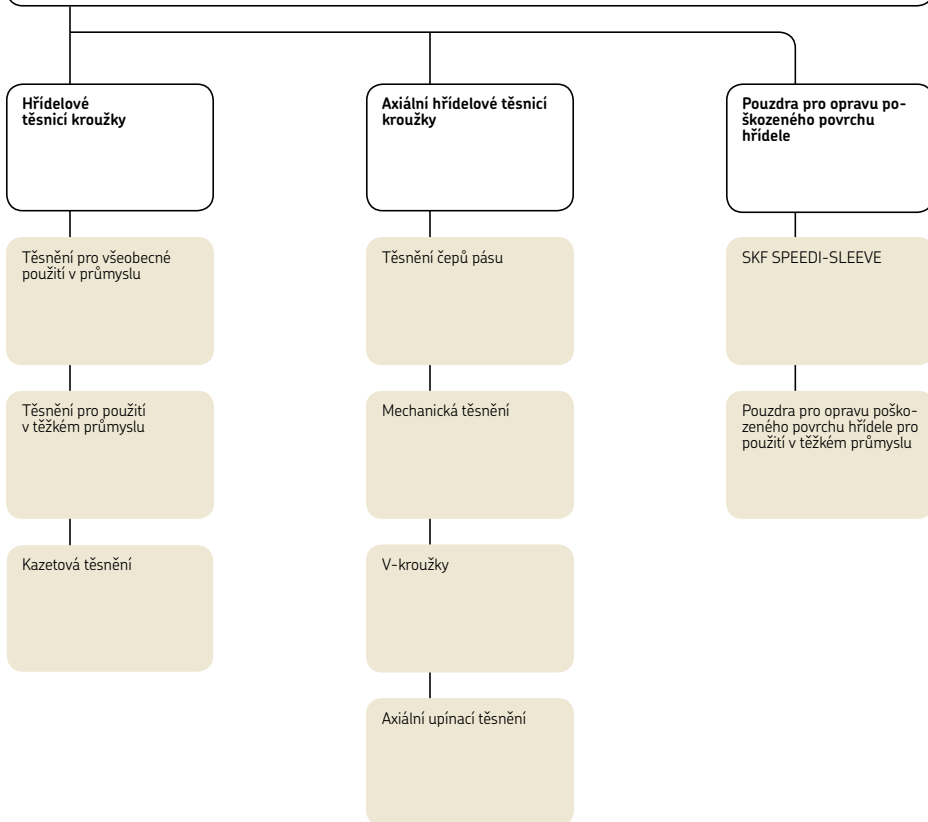 Hřídelové
těsnicí kroužky
Těsnění pro všeobecné
použití v průmyslu
Těsnění pro použití
v těžkém průmyslu
Kazetová těsnění
Axiální hřídelové těsnicí
kroužky
Těsnění čepů pásu
Mechanická těsnění
V-kroužky
Axiální upínací těsnění
Pouzdra pro opravu po-
škozeného povrchu
hřídele
SKF SPEEDI-SLEEVE
Pouzdra pro opravu poško-
zeného povrchu hřídele pro
použití v těžkém průmyslu